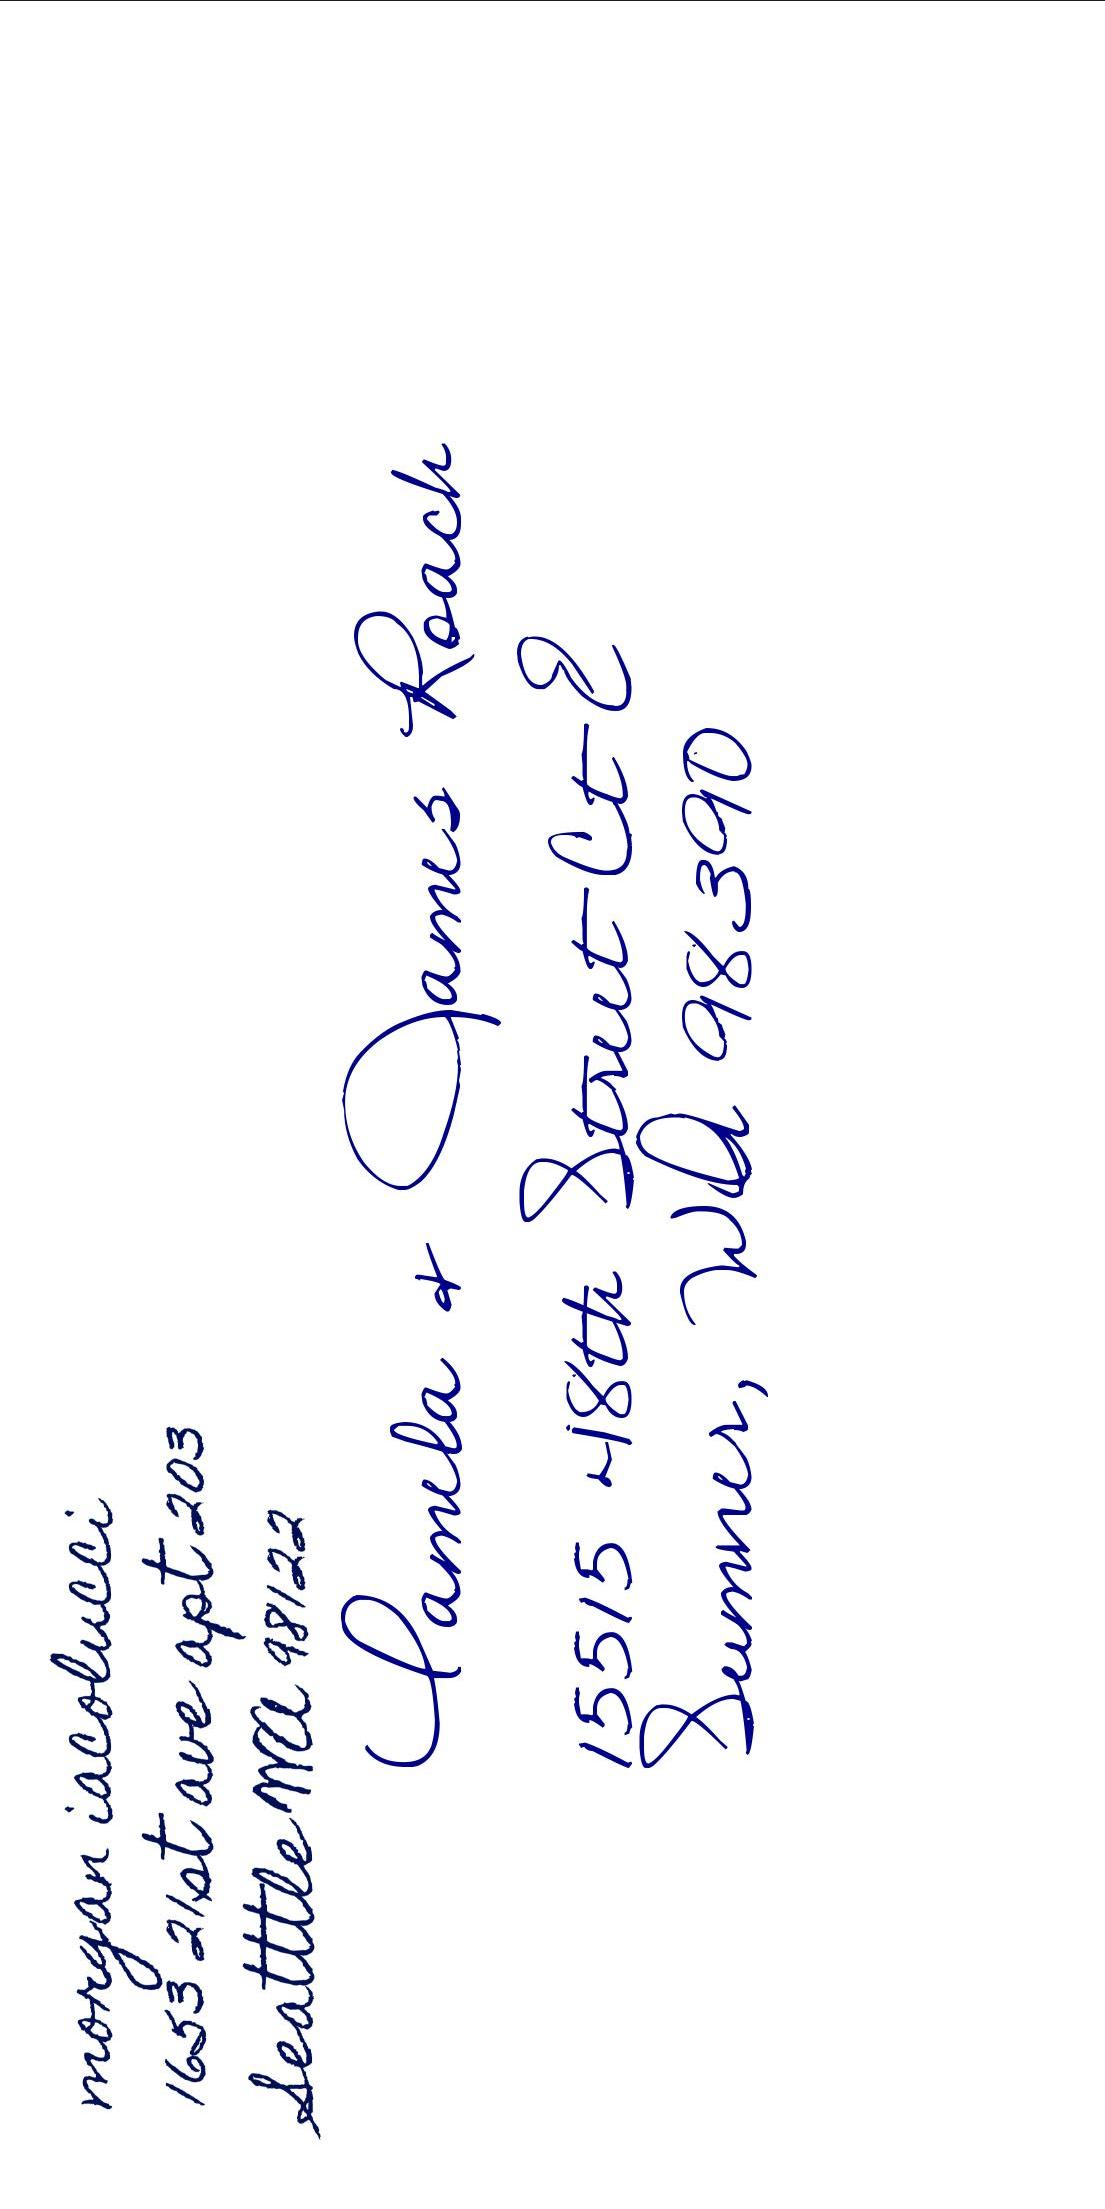 morgan iacolucci
1653 21st ave apt 203
Seattle WA 98122
Pamela & James Roach
15515 48th Street Ct E
Sumner, WA 98390